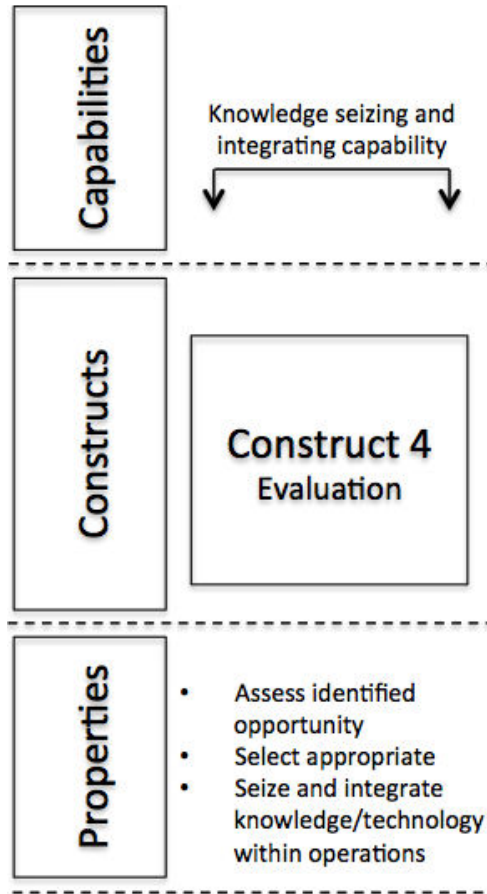 Capabilities
Knowledge seizing and
integrating capability
Constructs
Construct 4
Evaluation
Properties
• Assess identified
opportunity
• Select appropriate
• Seize and integrate
knowledge/technology
within operations